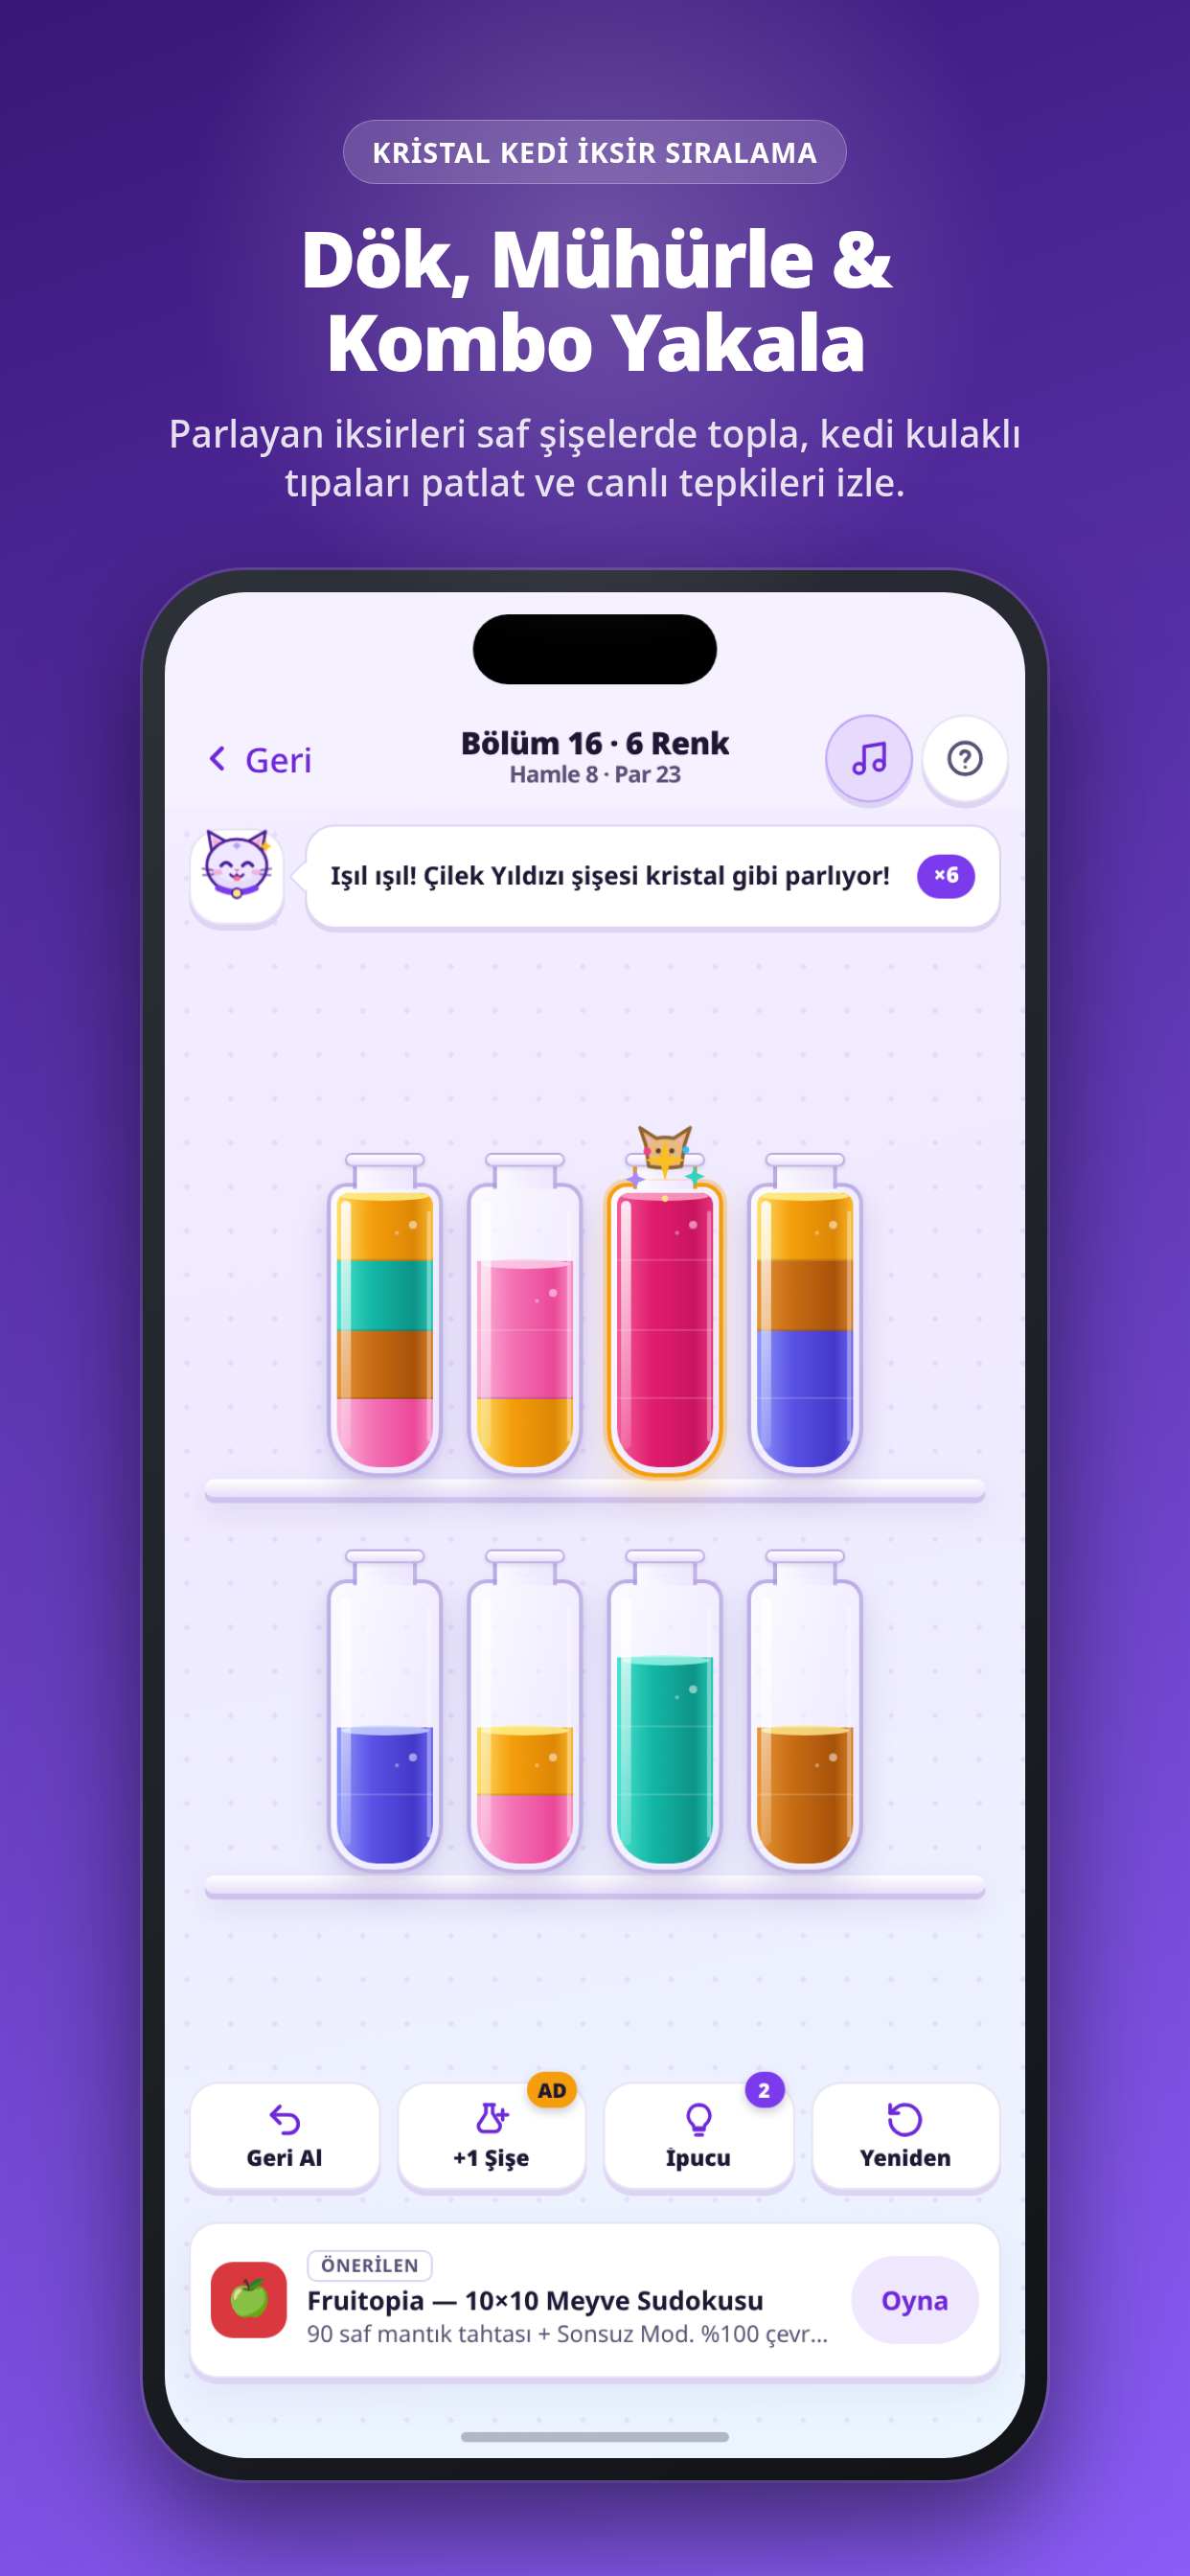 KRİSTAL KEDİ İKSİR SIRALAMA
Dök, Mühürle &
Kombo Yakala
Parlayan iksirleri saf şişelerde topla, kedi kulaklı
tıpaları patlat ve canlı tepkileri izle.
Geri
Bölüm 16 · 6 Renk
Hamle 8 · Par 23
Işıl ışıl! Çilek Yıldızı şişesi kristal gibi parlıyor!
×6
Geri Al
AD
+1 Şişe
2
İpucu
Yeniden
ÖNERİLEN
Fruitopia — 10×10 Meyve Sudokusu
90 saf mantık tahtası + Sonsuz Mod. %100 çevr...
Oyna